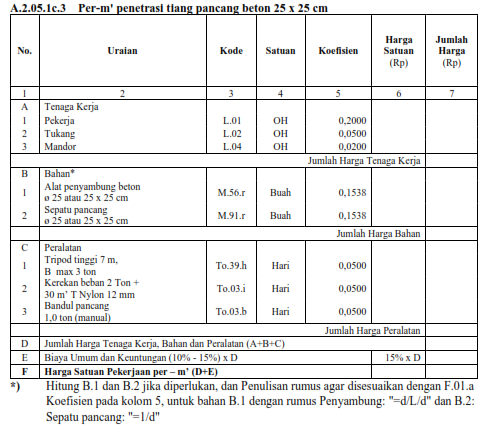 A.2.05.1c.3 Per-m' penetrasi tiang pancang beton 25 x 25 cm
No. Uraian Kode Satuan Koefisien Harga Satuan (Rp) Jumlah Harga (Rp)
1 2 3 4 5 6 7
A Tenaga Kerja
1 Pekerja L.01 OH 0,2000
2 Tukang L.02 OH 0,0500
3 Mandor L.04 OH 0,0200
Jumlah Harga Tenaga Kerja
B Bahan*
1 Alat penyambung beton ø 25 atau 25 x 25 cm M.56.r Buah 0,1538
2 Sepatu pancang ø 25 atau 25 x 25 cm M.91.r Buah 0,1538
Jumlah Harga Bahan
C Peralatan
1 Tripod tinggi 7 m, B max 3 ton To.39.h Hari 0,0500
2 Kerekan beban 2 Ton + 30 m' T Nylon 12 mm To.03.i Hari 0,0500
3 Bandul pancang 1,0 ton (manual) To.03.b Hari 0,0500
Jumlah Harga Peralatan
D Jumlah Harga Tenaga Kerja, Bahan dan Peralatan (A+B+C)
E Biaya Umum dan Keuntungan (10% - 15%) x D 15% x D
F Harga Satuan Pekerjaan per – m' (D+E)
*) Hitung B.1 dan B.2 jika diperlukan, dan Penulisan rumus agar disesuaikan dengan F.01.a
Koefisien pada kolom 5, untuk bahan B.1 dengan rumus Penyambung: "=d/L/d" dan B.2:
Sepatu pancang: "=1/d"